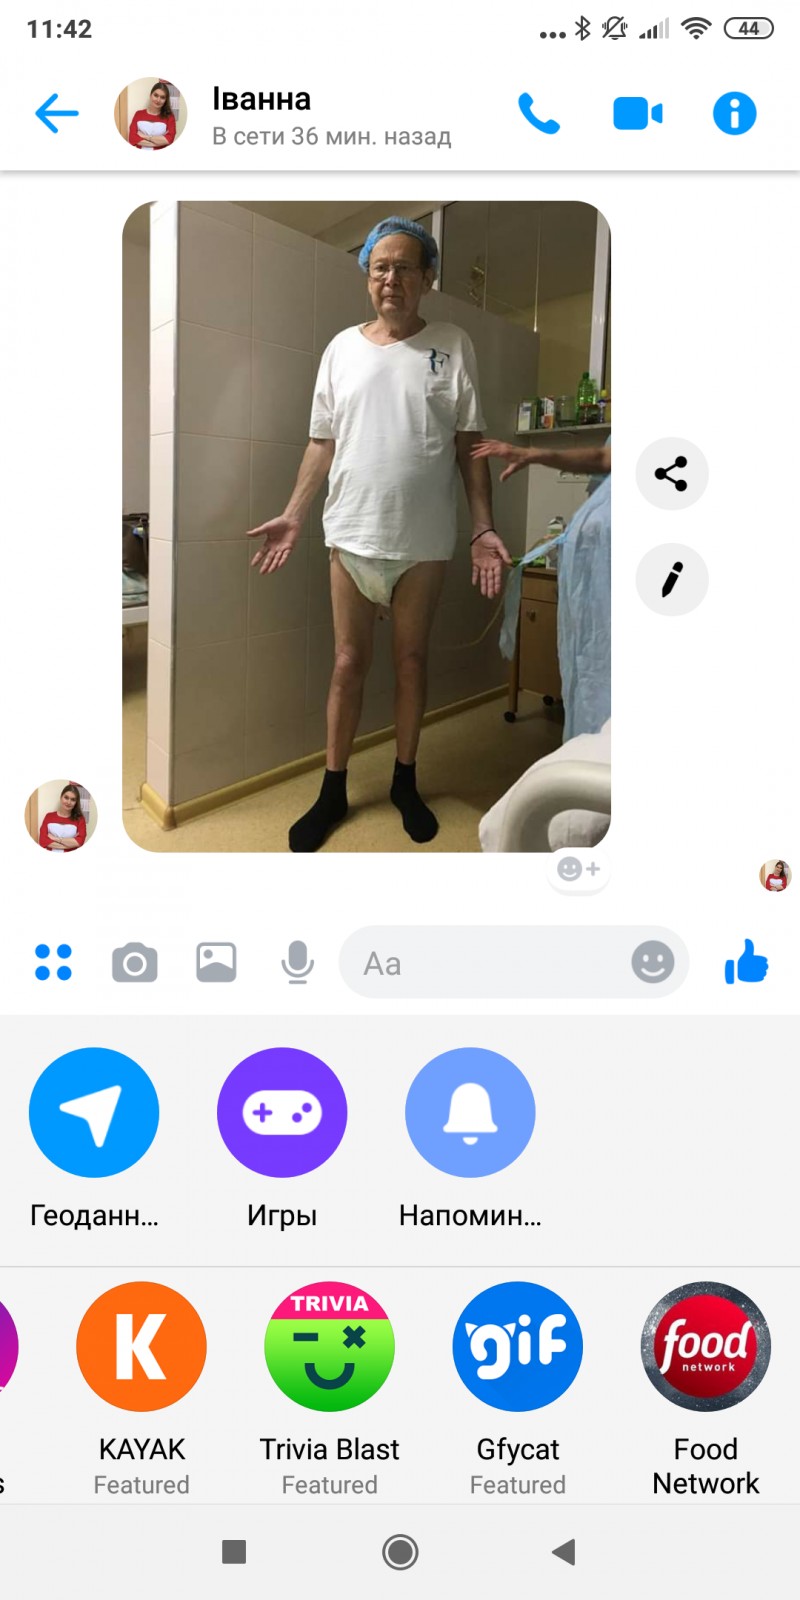 11:42
44
Іванна
В сети 36 мин. назад
RF
Aa
Геоданн...
Игры
Напомин...
K
TRIVIA
gif
food
network
s
KAYAK
Trivia Blast
Gfycat
Food
Featured
Featured
Featured
Network